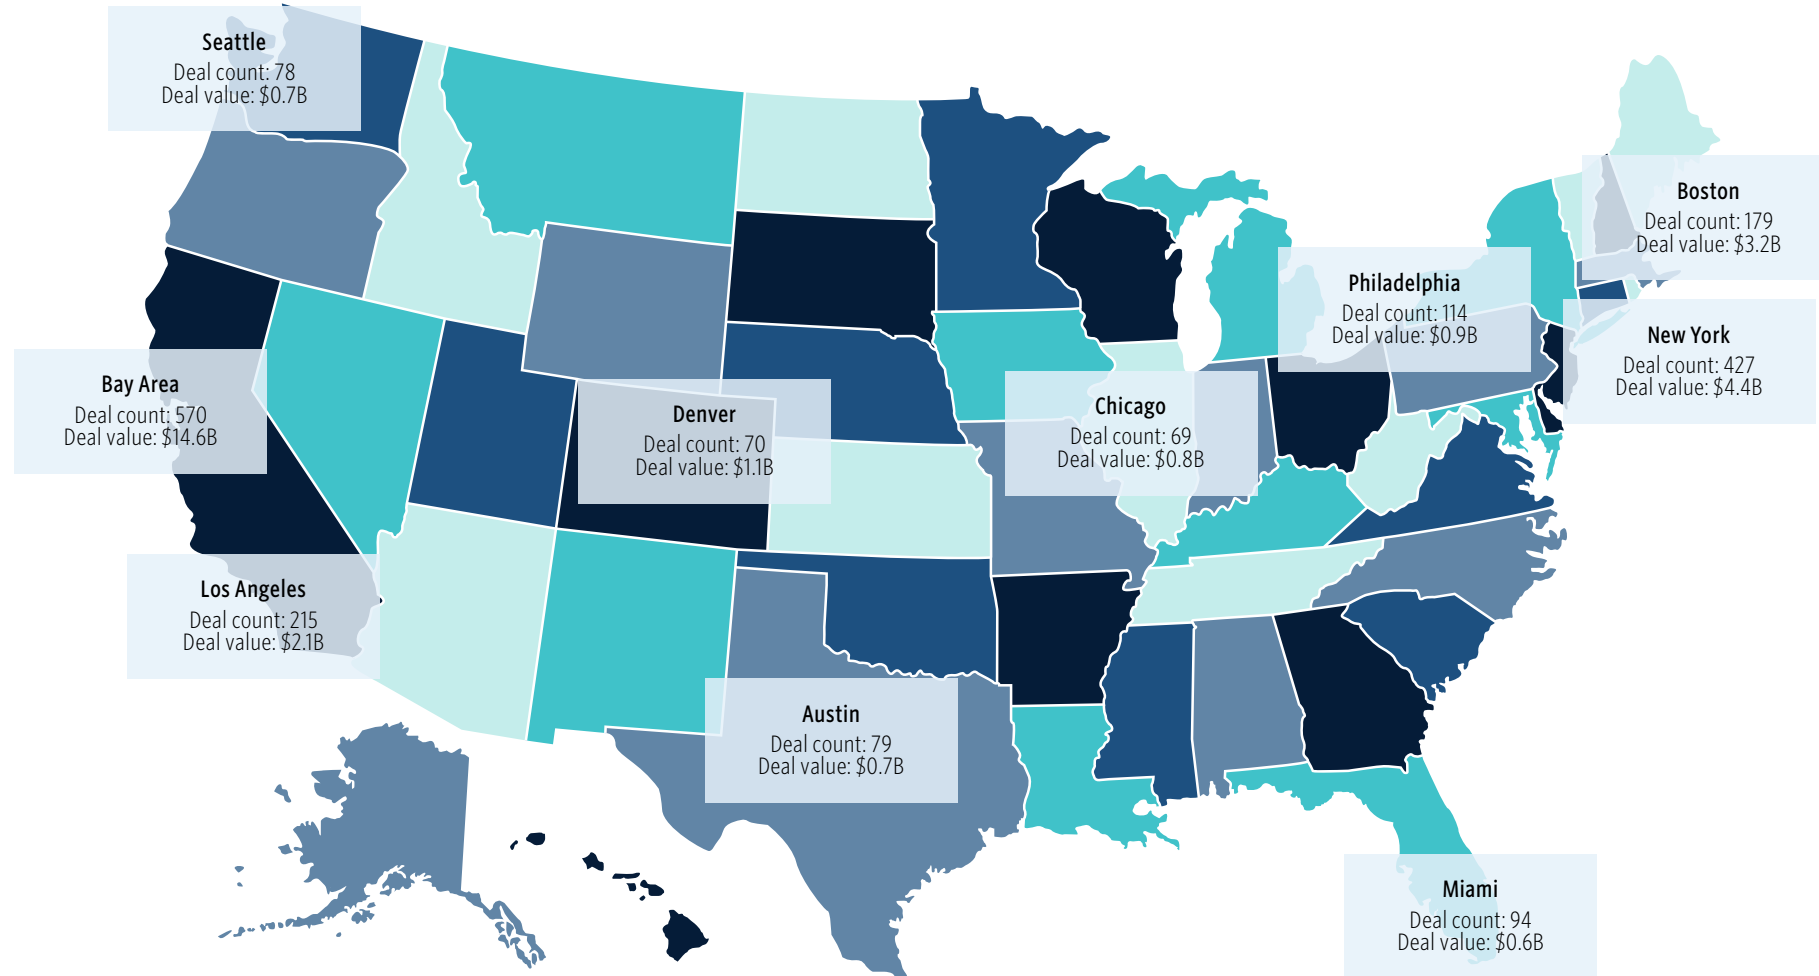 Seattle
Deal count: 78
Deal value: $0.7B
Boston
Deal count: 179
Deal value: $3.2B
Philadelphia
Deal count: 114
Deal value: $0.9B
New York
Deal count: 427
Deal value: $4.4B
Bay Area
Deal count: 570
Deal value: $14.6B
Denver
Deal count: 70
Deal value: $1.1B
Chicago
Deal count: 69
Deal value: $0.8B
Los Angeles
Deal count: 215
Deal value: $2.1B
Austin
Deal count: 79
Deal value: $0.7B
Miami
Deal count: 94
Deal value: $0.6B